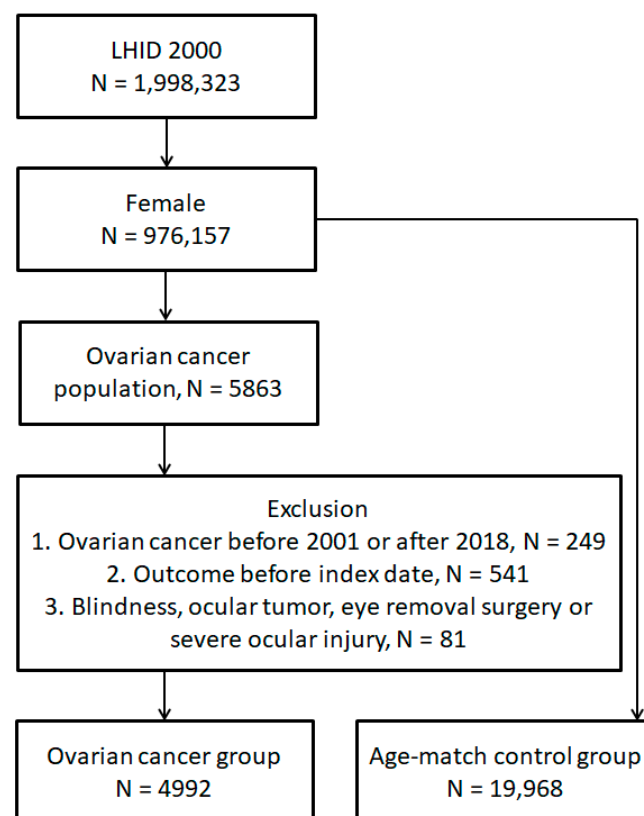 LHID 2000
N = 1,998,323
Female
N = 976,157
Ovarian cancer
population, N = 5863
Exclusion
1. Ovarian cancer before 2001 or after 2018, N = 249
2. Outcome before index date, N = 541
3. Blindness, ocular tumor, eye removal surgery or
severe ocular injury, N = 81
Ovarian cancer group
N = 4992
Age-match control group
N = 19,968